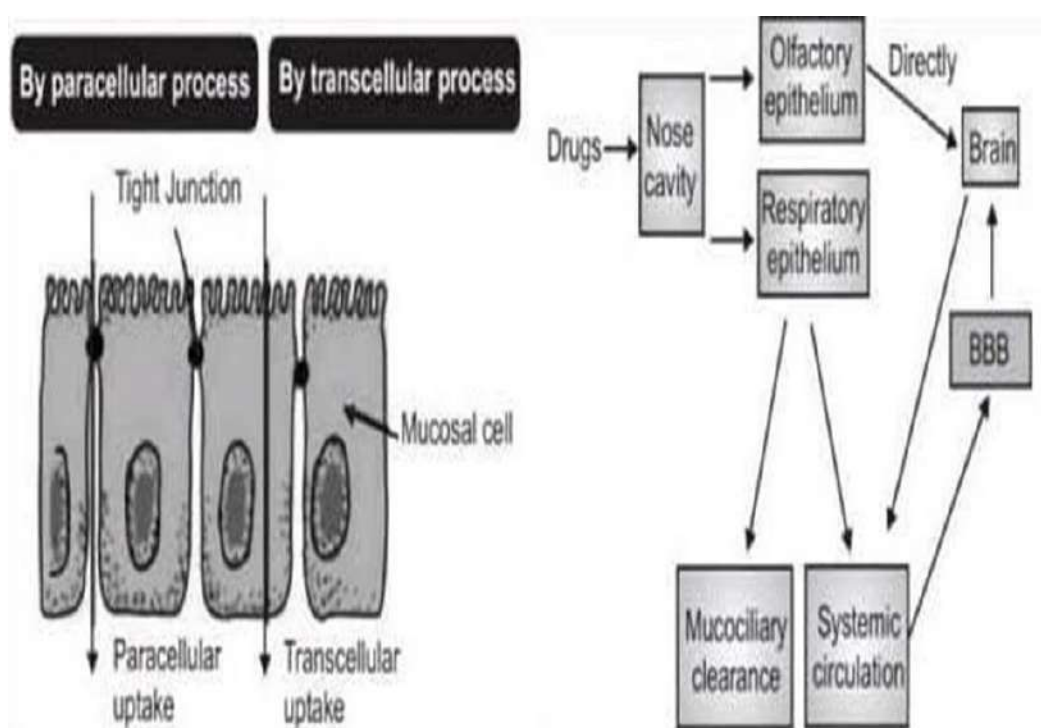 By paracellular process
By transcellular process
Tight Junction
Mucosal cell
Paracellular
uptake
Transcellular
uptake
Drugs
Nose
cavity
Olfactory
epithelium
Directly
Brain
Respiratory
epithelium
BBB
Mucociliary
clearance
Systemic
circulation